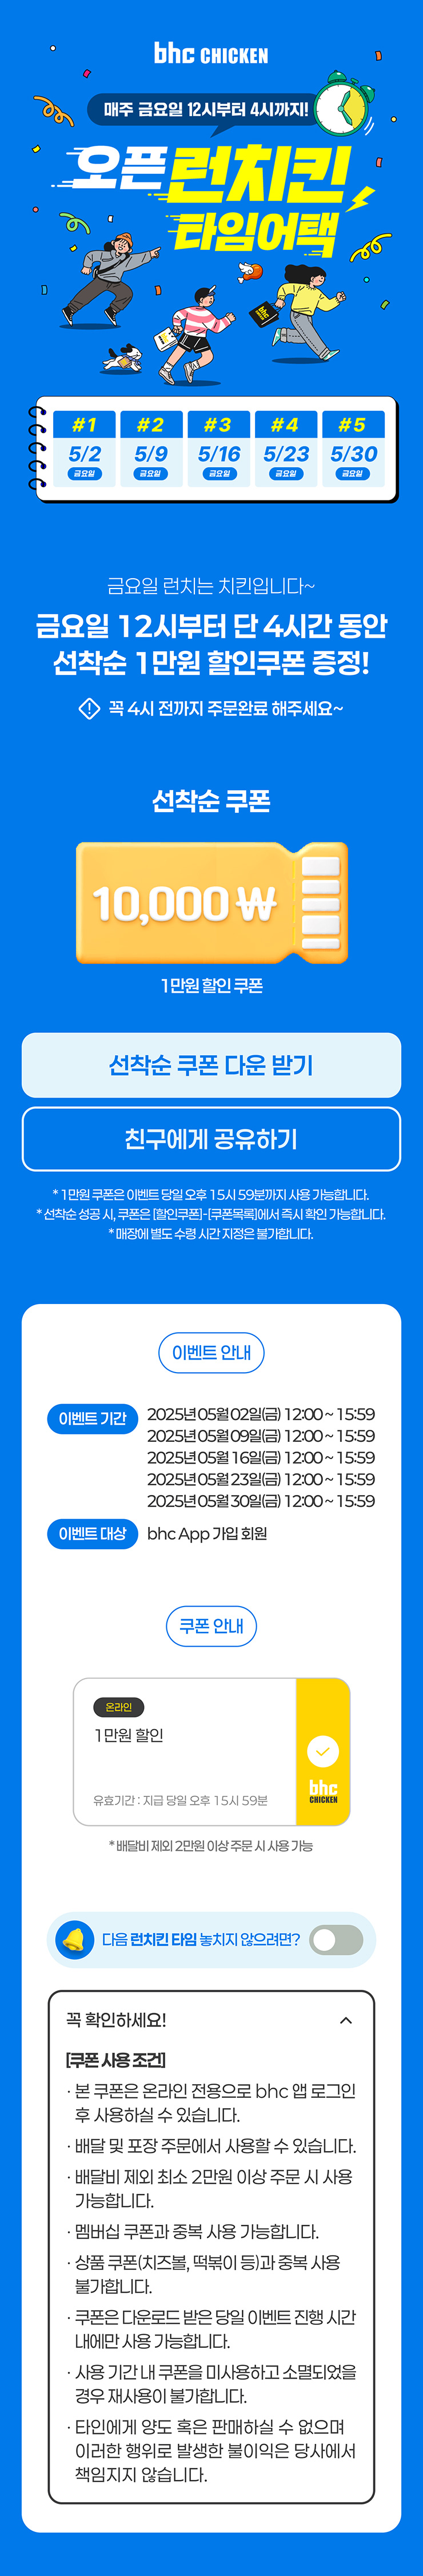 bhc CHICKEN
매주 금요일 12시부터 4시까지!
오픈런치킨
타임어택
#1 #2 #3 #4 #5
5/2 5/9 5/16 5/23 5/30
금요일 금요일 금요일 금요일 금요일
금요일 런치는 치킨입니다~
금요일 12시부터 단 4시간 동안
선착순 1만원 할인쿠폰 증정!
꼭 4시 전까지 주문완료 해주세요~
선착순 쿠폰
10,000 ₩
1만원 할인 쿠폰
선착순 쿠폰 다운 받기
친구에게 공유하기
* 1만원 쿠폰은 이벤트 당일 오후 15시 59분까지 사용 가능합니다.
* 선착순 성공 시, 쿠폰은 [할인쿠폰]-[쿠폰목록]에서 즉시 확인 가능합니다.
* 매장에 별도 수령 시간 지정은 불가합니다.
이벤트 안내
이벤트 기간 2025년 05월 02일(금) 12:00 ~ 15:59
2025년 05월 09일(금) 12:00 ~ 15:59
2025년 05월 16일(금) 12:00 ~ 15:59
2025년 05월 23일(금) 12:00 ~ 15:59
2025년 05월 30일(금) 12:00 ~ 15:59
이벤트 대상 bhc App 가입 회원
쿠폰 안내
온라인
1만원 할인
bhc
CHICKEN
유효기간 : 지급 당일 오후 15시 59분
* 배달비 제외 2만원 이상 주문 시 사용 가능
다음 런치킨 타임 놓치지 않으려면?
꼭 확인하세요!
[쿠폰 사용 조건]
· 본 쿠폰은 온라인 전용으로 bhc 앱 로그인
후 사용하실 수 있습니다.
· 배달 및 포장 주문에서 사용할 수 있습니다.
· 배달비 제외 최소 2만원 이상 주문 시 사용
가능합니다.
· 멤버십 쿠폰과 중복 사용 가능합니다.
· 상품 쿠폰(치즈볼, 떡볶이 등)과 중복 사용
불가합니다.
· 쿠폰은 다운로드 받은 당일 이벤트 진행 시간
내에만 사용 가능합니다.
· 사용 기간 내 쿠폰을 미사용하고 소멸되었을
경우 재사용이 불가합니다.
· 타인에게 양도 혹은 판매하실 수 없으며
이러한 행위로 발생한 불이익은 당사에서
책임지지 않습니다.